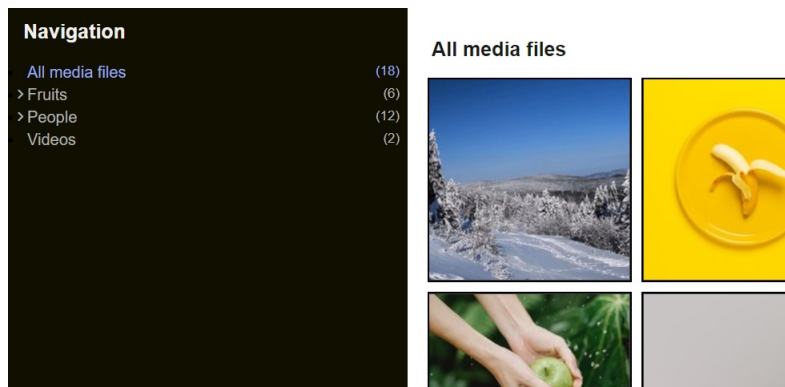 Navigation
All media files (18)
Fruits (6)
People (12)
Videos (2)
All media files